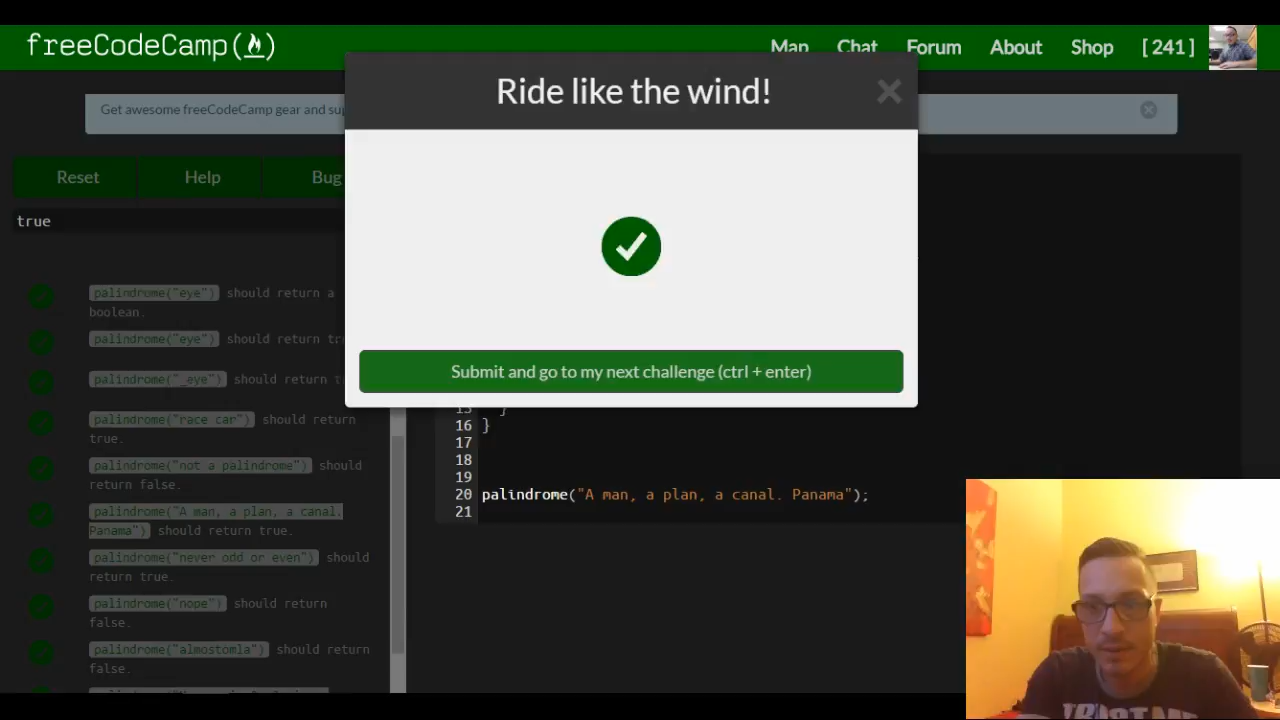 freeCodeCamp(🔥)
Map Chat Forum About Shop [ 241 ]
Ride like the wind!
Get awesome freeCodeCamp gear and su
Reset Help Bug
true
palindrome("eye") should return a
boolean.
palindrome("eye") should return
palindrome("_eye") should return
palindrome("race car") should return
true.
palindrome("not a palindrome") should
return false.
palindrome("A man, a plan, a canal.
Panama") should return true.
palindrome("never odd or even") should
return true.
palindrome("nope") should return
false.
palindrome("almostomla") should return
false.
Submit and go to my next challenge (ctrl + enter)
15 }
16 }
17
18
19
20 palindrome("A man, a plan, a canal. Panama");
21